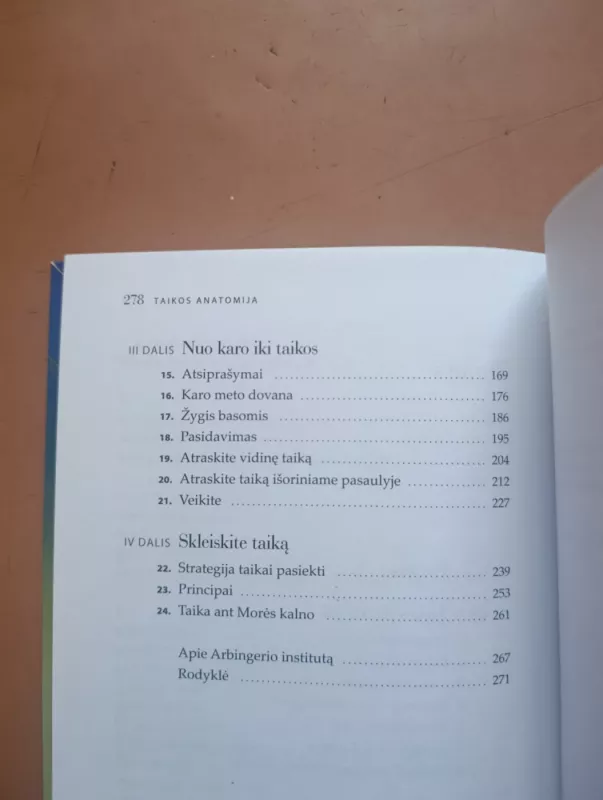 278 TAIKOS ANATOMIJA
III DALIS Nuo karo iki taikos
15. Atsiprašymai 169
16. Karo meto dovana 176
17. Žygis basomis 186
18. Pasidavimas 195
19. Atraskite vidinę taiką 204
20. Atraskite taiką išoriniame pasaulyje 212
21. Veikite 227
IV DALIS Skleiskite taiką
22. Strategija taikai pasiekti 239
23. Principai 253
24. Taika ant Morės kalno 261
Apie Arbingerio institutą 267
Rodyklė 271